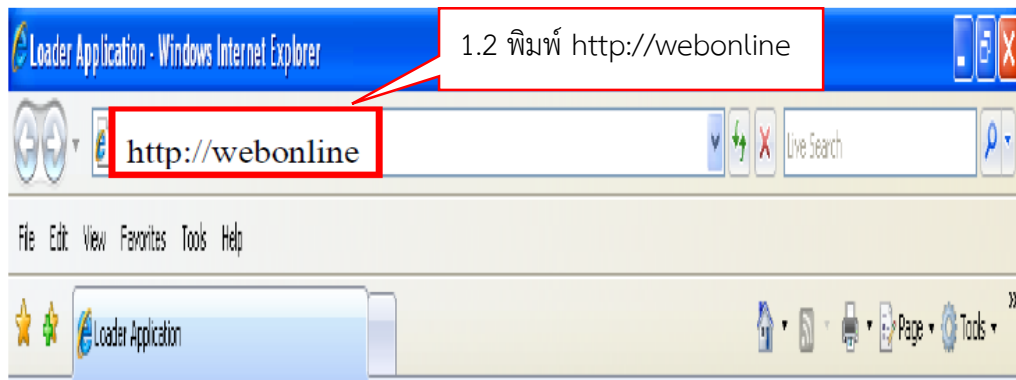 Loader Application - Windows Internet Explorer
1.2 พิมพ์ http://webonline
http://webonline
Live Search
File Edit View Favorites Tools Help
Loader Application
Page Tools